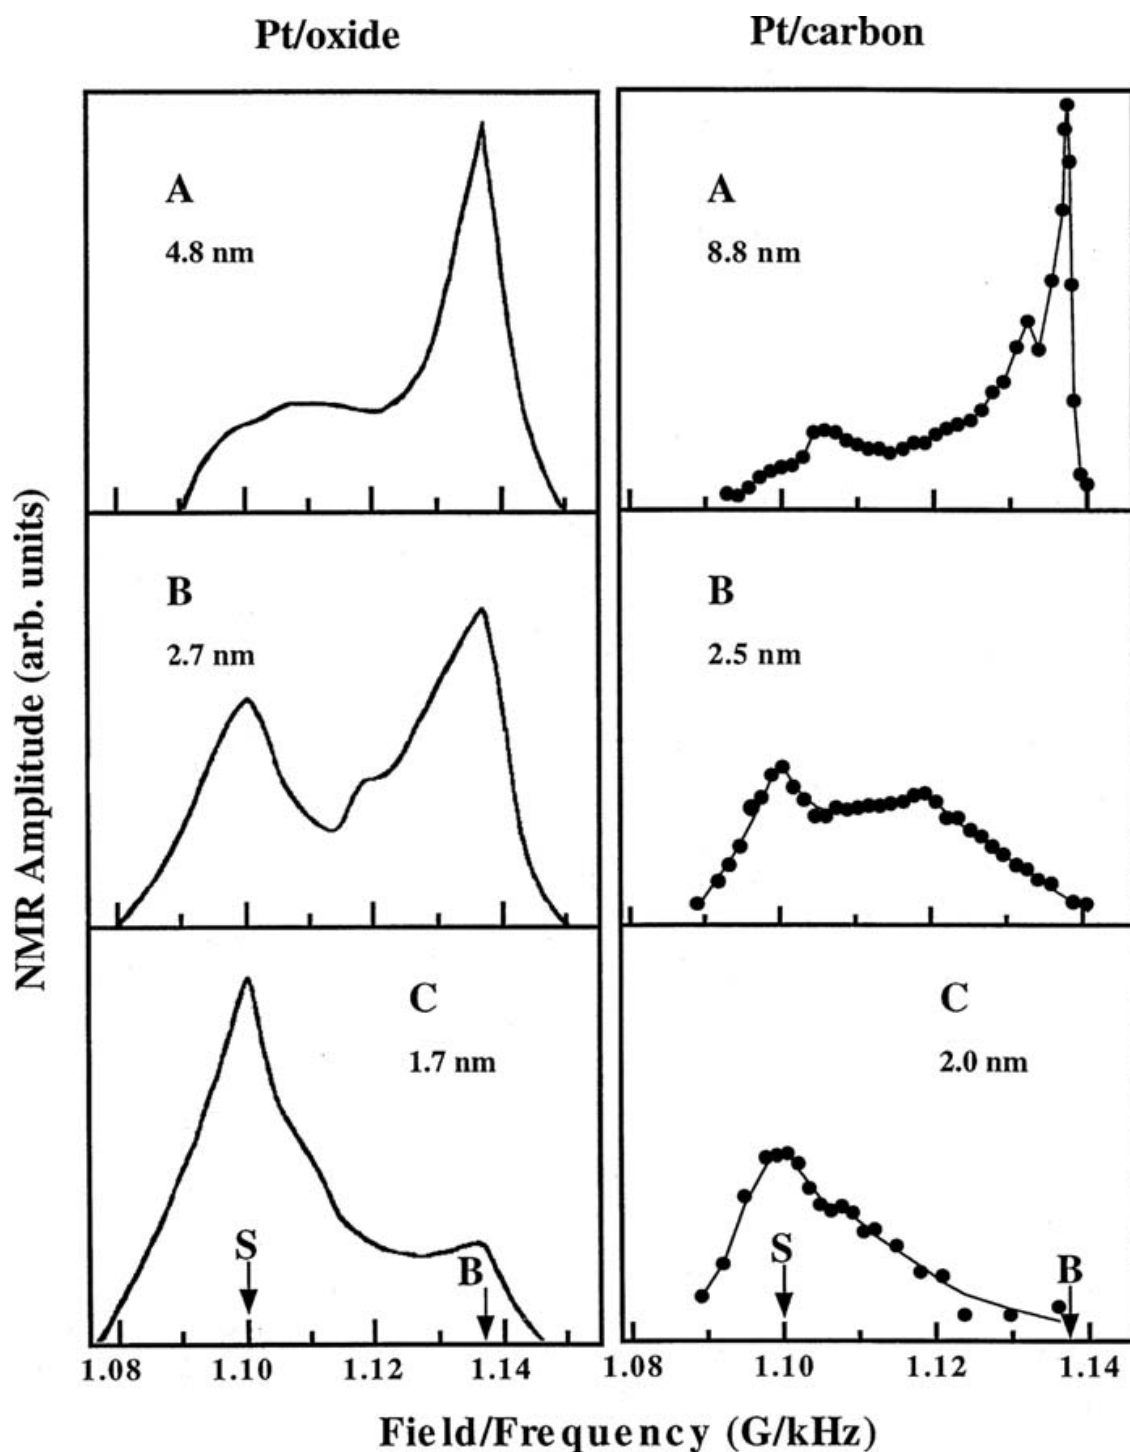 Pt/oxide
Pt/carbon
NMR Amplitude (arb. units)
A
4.8 nm
A
8.8 nm
B
2.7 nm
B
2.5 nm
C
1.7 nm
C
2.0 nm
S
B
S
B
1.08 1.10 1.12 1.14
1.08 1.10 1.12 1.14
Field/Frequency (G/kHz)